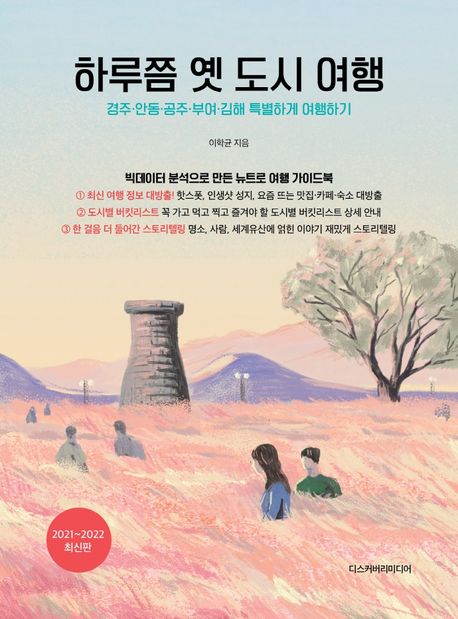 하루쯤 옛 도시 여행
경주·안동·공주·부여·김해 특별하게 여행하기
이학균 지음
빅데이터 분석으로 만든 뉴트로 여행 가이드북
① 최신 여행 정보 대방출! 핫스폿, 인생샷 성지, 요즘 뜨는 맛집·카페·숙소 대방출
② 도시별 버킷리스트 꼭 가고 먹고 찍고 즐겨야 할 도시별 버킷리스트 상세 안내
③ 한 걸음 더 들어간 스토리텔링 명소, 사람, 세계유산에 얽힌 이야기 재밌게 스토리텔링
2021~2022
최신판
디스커버리미디어